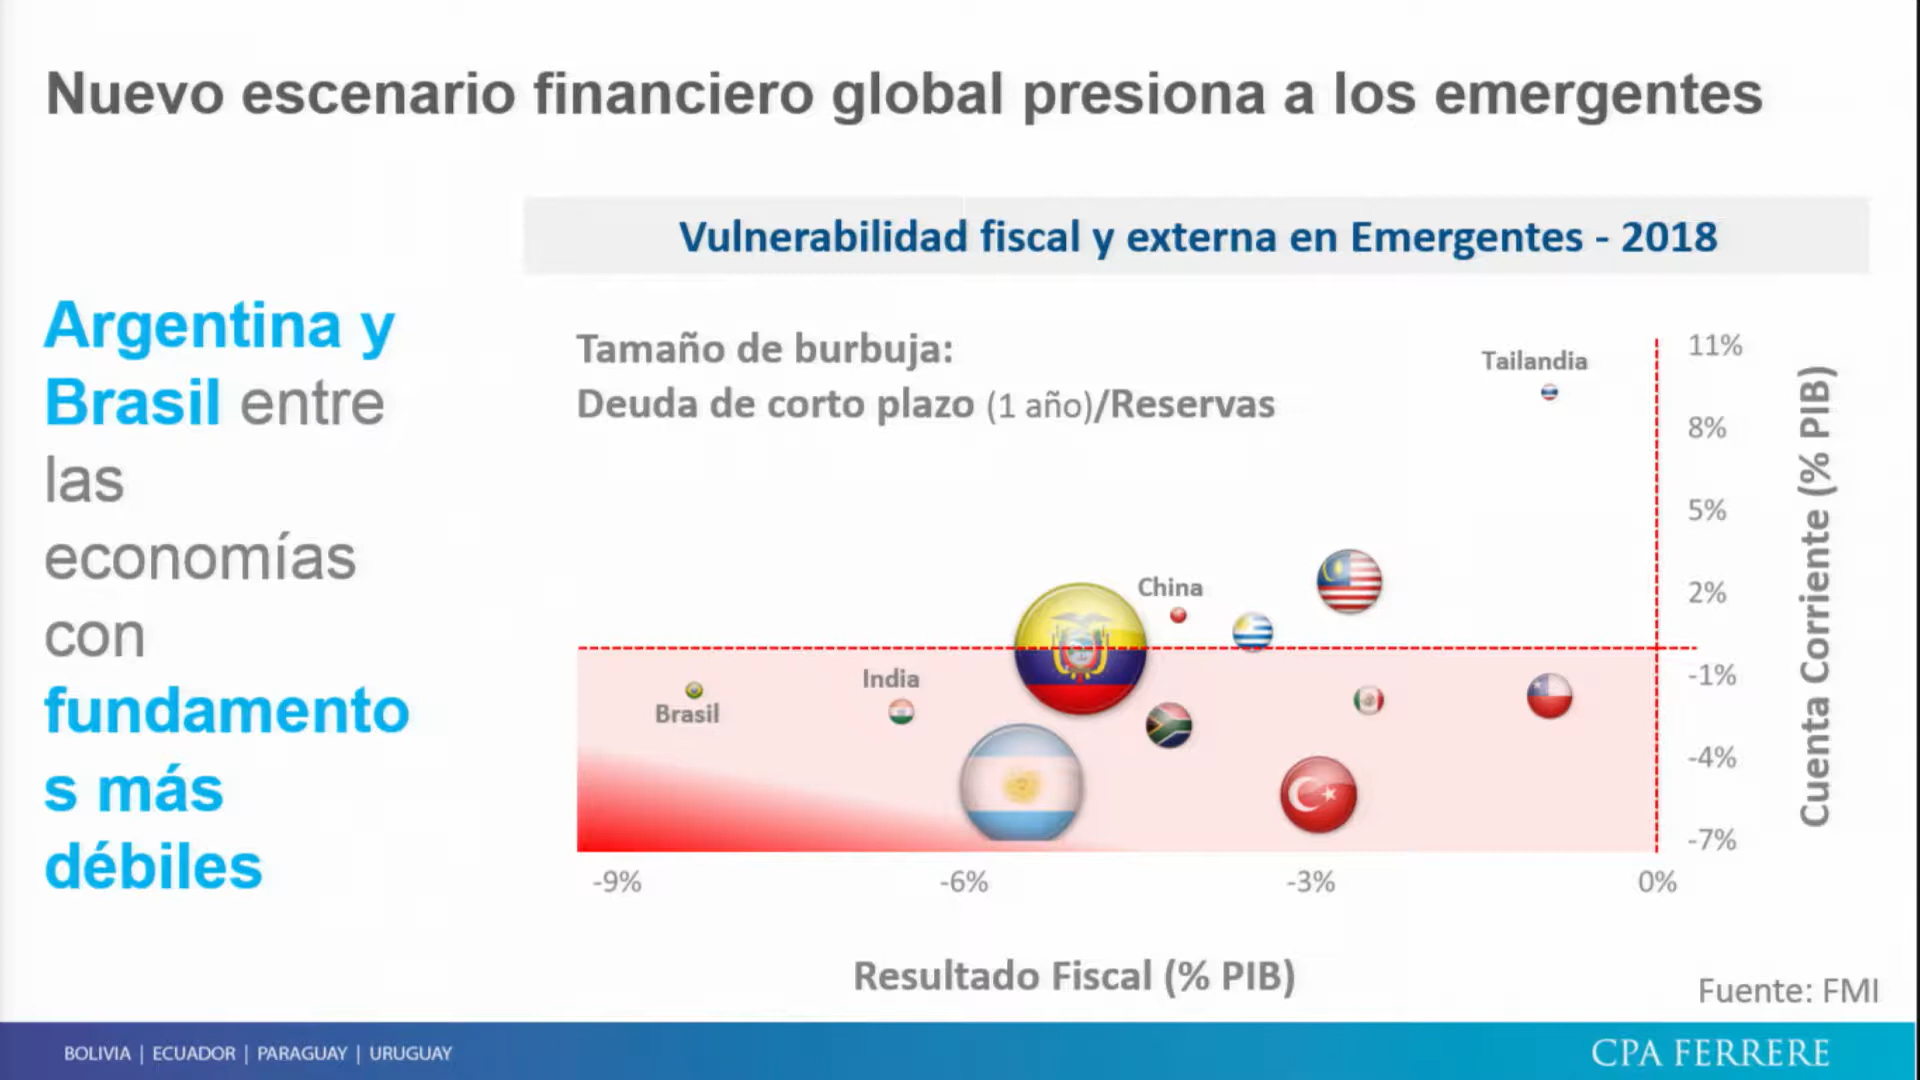 Nuevo escenario financiero global presiona a los emergentes
Argentina y
Brasil entre
las
economías
con
fundamento
s más
débiles
Vulnerabilidad fiscal y externa en Emergentes - 2018
Tamaño de burbuja:
Deuda de corto plazo (1 año)/Reservas
Tailandia
China
India
Brasil
11%
8%
5%
2%
-1%
-4%
-7%
Cuenta Corriente (% PIB)
-9%
-6%
-3%
0%
Resultado Fiscal (% PIB)
Fuente: FMI
BOLIVIA | ECUADOR | PARAGUAY | URUGUAY
CPA FERRERE